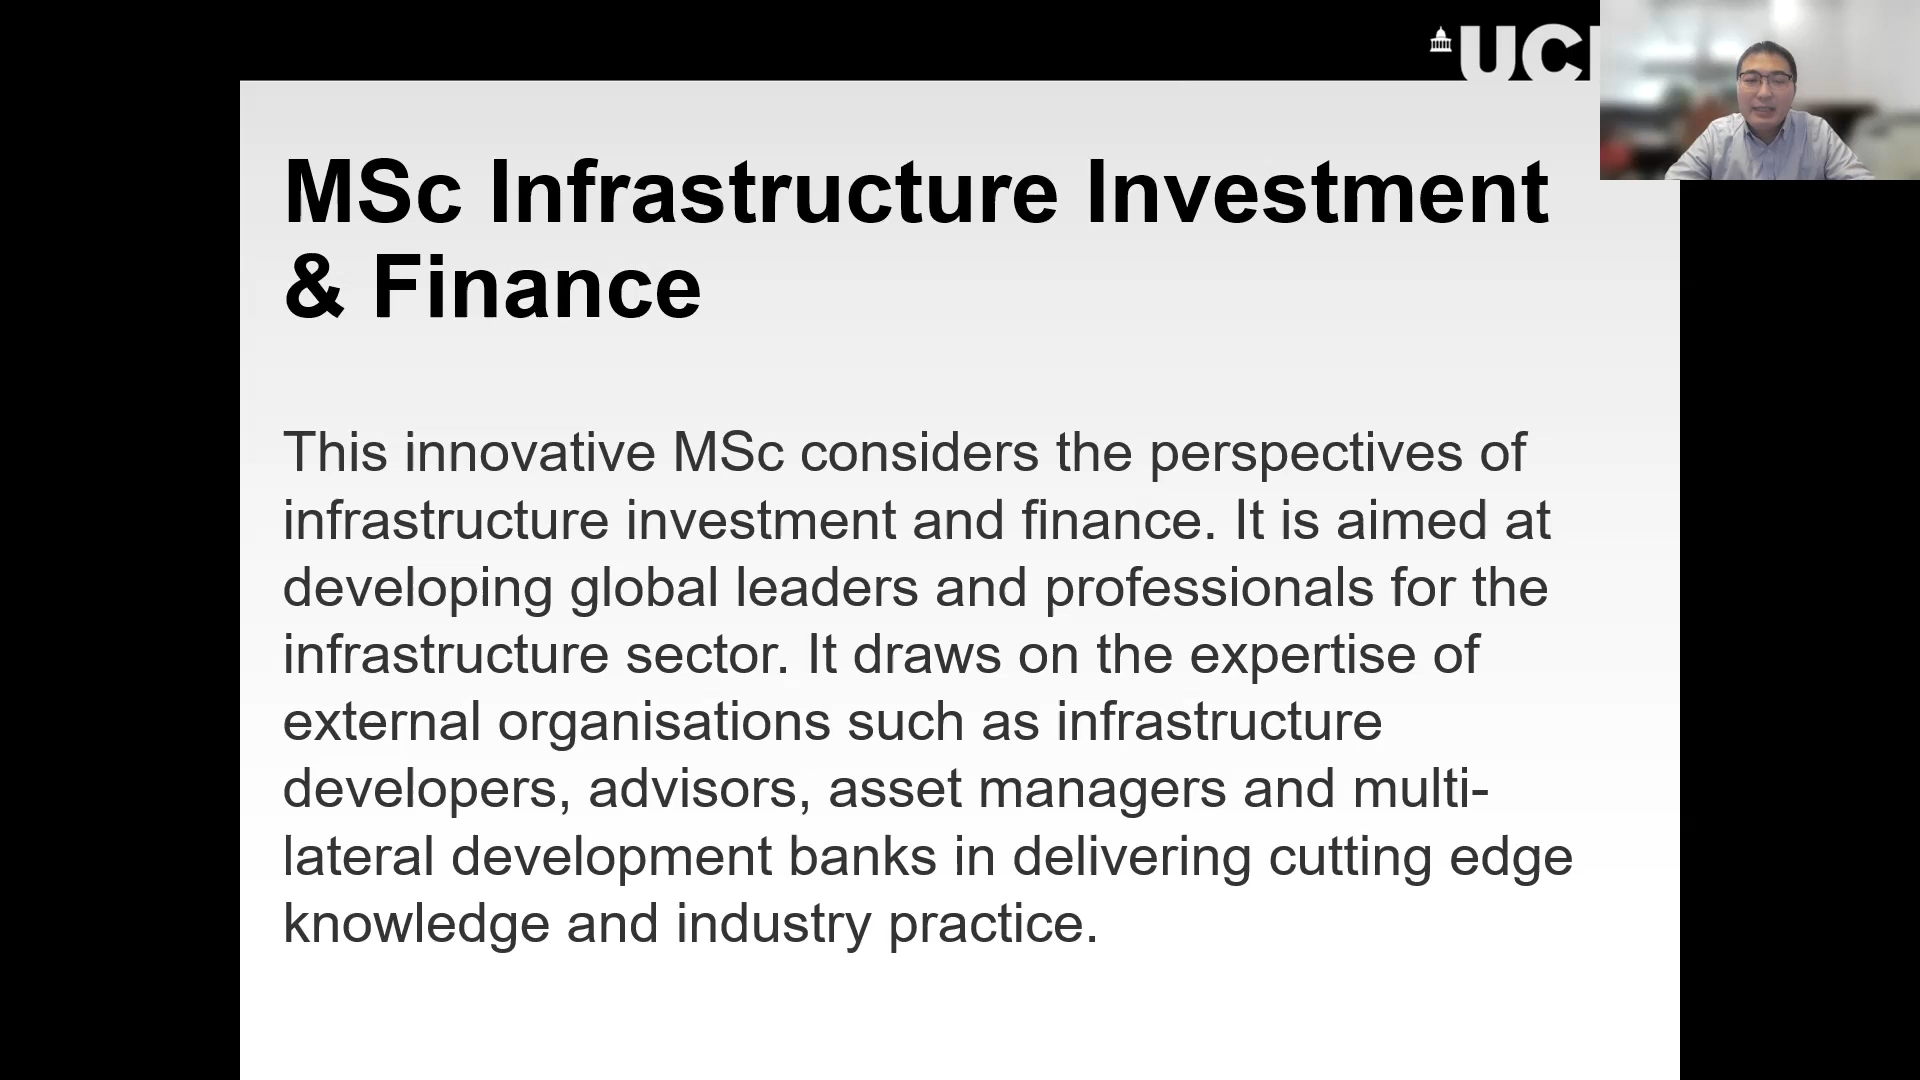 UCL
MSc Infrastructure Investment
& Finance
This innovative MSc considers the perspectives of
infrastructure investment and finance. It is aimed at
developing global leaders and professionals for the
infrastructure sector. It draws on the expertise of
external organisations such as infrastructure
developers, advisors, asset managers and multi-
lateral development banks in delivering cutting edge
knowledge and industry practice.